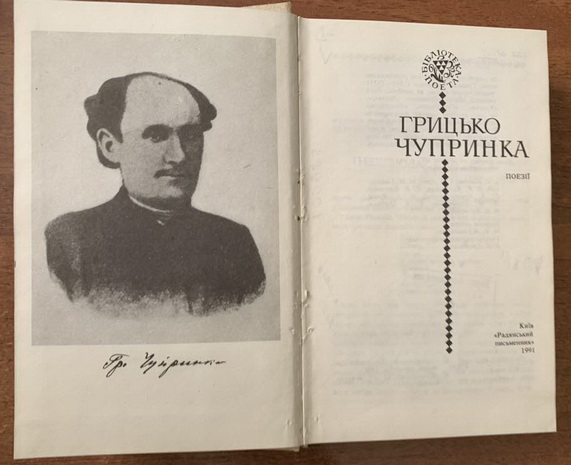 Гр. Чупринка
БІБЛІОТЕКА ПОЕТА
ГРИЦЬКО
ЧУПРИНКА
ПОЕЗІЇ
Київ
«Радянський
письменник»
1991